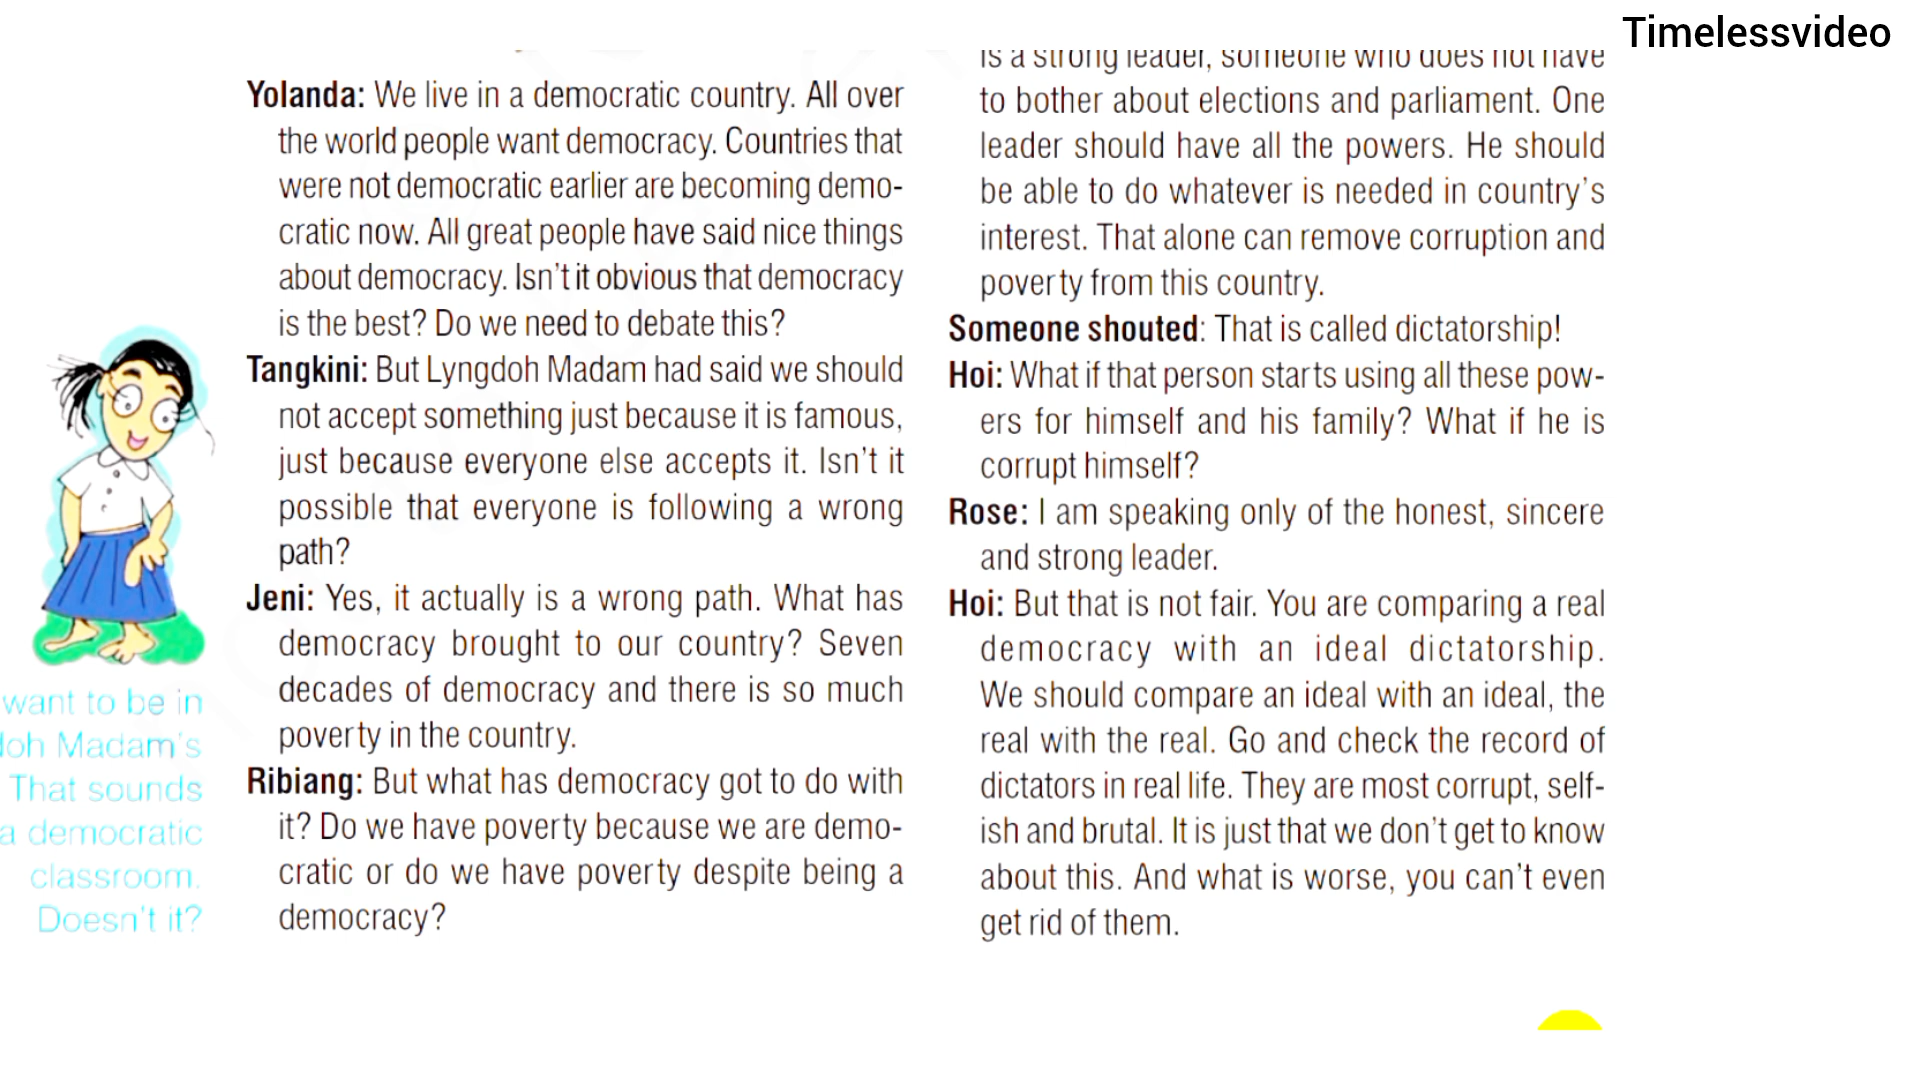 Timelessvideo
Yolanda: We live in a democratic country. All over
the world people want democracy. Countries that
were not democratic earlier are becoming demo-
cratic now. All great people have said nice things
about democracy. Isn't it obvious that democracy
is the best? Do we need to debate this?
Tangkini: But Lyngdoh Madam had said we should
not accept something just because it is famous,
just because everyone else accepts it. Isn't it
possible that everyone is following a wrong
path?
Jeni: Yes, it actually is a wrong path. What has
democracy brought to our country? Seven
decades of democracy and there is so much
poverty in the country.
Ribiang: But what has democracy got to do with
it? Do we have poverty because we are demo-
cratic or do we have poverty despite being a
democracy?
is a strong leader, someone who does not have
to bother about elections and parliament. One
leader should have all the powers. He should
be able to do whatever is needed in country's
interest. That alone can remove corruption and
poverty from this country.
Someone shouted: That is called dictatorship!
Hoi: What if that person starts using all these pow-
ers for himself and his family? What if he is
corrupt himself?
Rose: I am speaking only of the honest, sincere
and strong leader.
Hoi: But that is not fair. You are comparing a real
democracy with an ideal dictatorship.
We should compare an ideal with an ideal, the
real with the real. Go and check the record of
dictators in real life. They are most corrupt, self-
ish and brutal. It is just that we don't get to know
about this. And what is worse, you can't even
get rid of them.
want to be in
doh Madam's
That sounds
a democratic
classroom.
Doesn't it?